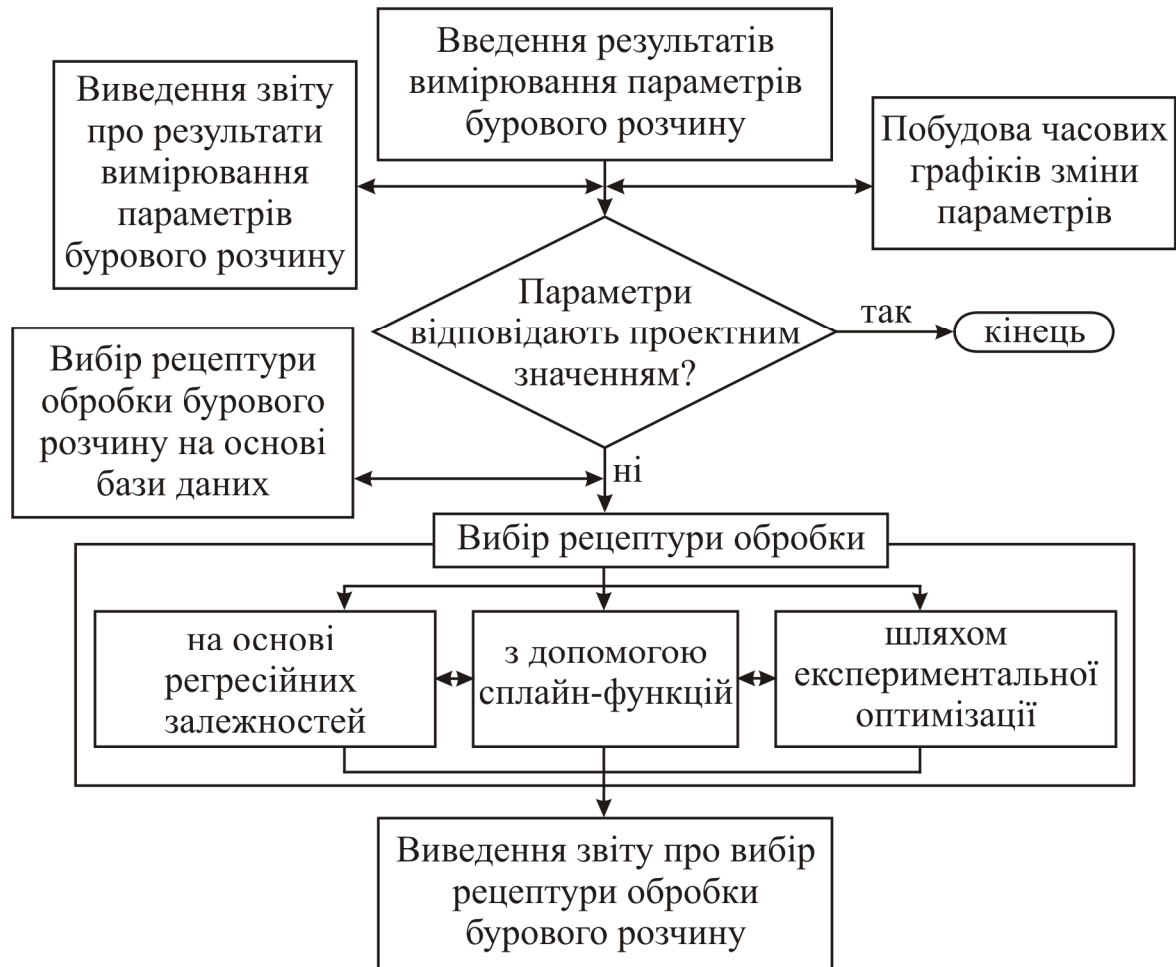 Введення результатів
вимірювання параметрів
бурового розчину
Виведення звіту
про результати
вимірювання
параметрів
бурового розчину
Побудова часових
графіків зміни
параметрів
Параметри
відповідають проектним
значенням?
так
кінець
Вибір рецептури
обробки бурового
розчину на основі
бази даних
ні
Вибір рецептури обробки
на основі
регресійних
залежностей
з допомогою
сплайн-функцій
шляхом
експериментальної
оптимізації
Виведення звіту про вибір
рецептури обробки
бурового розчину